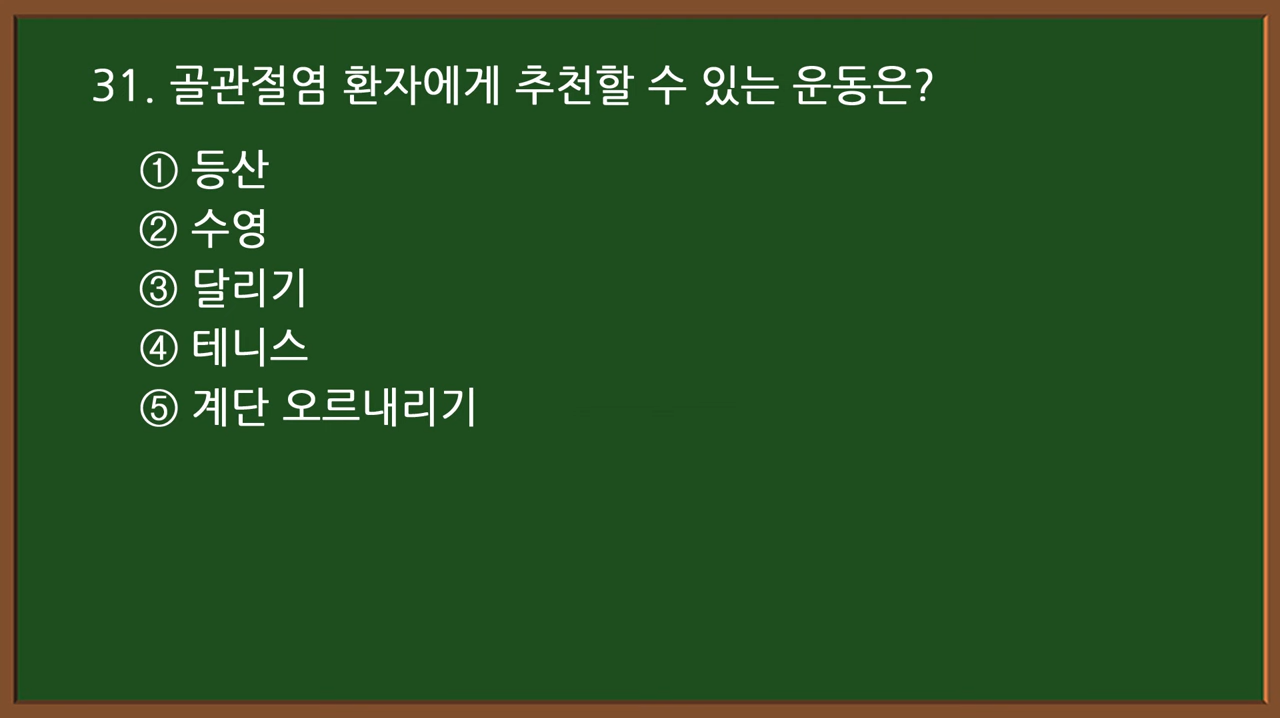 31. 골관절염 환자에게 추천할 수 있는 운동은?
① 등산
② 수영
③ 달리기
④ 테니스
⑤ 계단 오르내리기